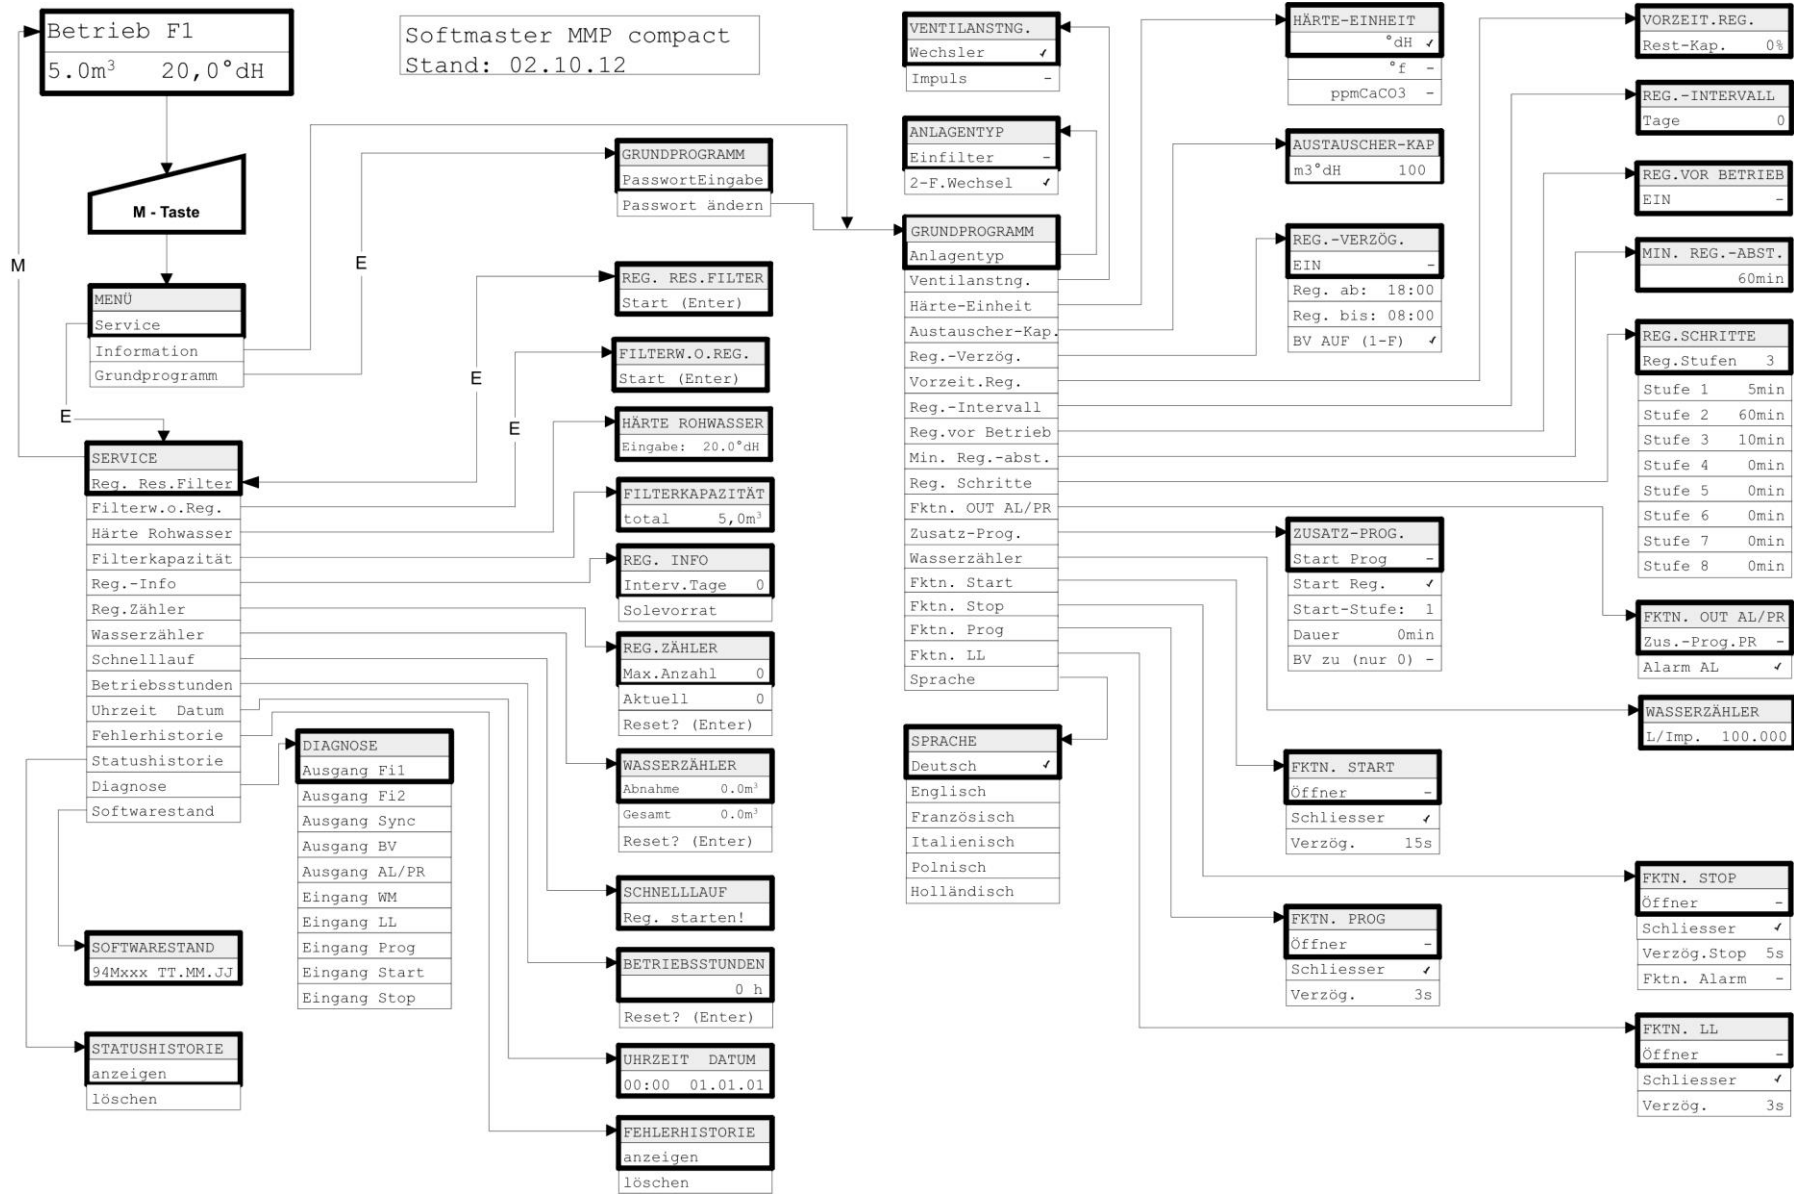 Betrieb F1
5.0m³ 20,0°dH
Softmaster MMP compact
Stand: 02.10.12
M - Taste
M
E
MENÜ
Service
Information
Grundprogramm
E
SERVICE
Reg. Res.Filter
Filterw.o.Reg.
Härte Rohwasser
Filterkapazität
Reg.-Info
Reg.Zähler
Wasserzähler
Schnelllauf
Betriebsstunden
Uhrzeit Datum
Fehlerhistorie
Statushistorie
Diagnose
Softwarestand
SOFTWARESTAND
94Mxxx TT.MM.JJ
STATUSHISTORIE
anzeigen
löschen
DIAGNOSE
Ausgang Fi1
Ausgang Fi2
Ausgang Sync
Ausgang BV
Ausgang AL/PR
Eingang WM
Eingang LL
Eingang Prog
Eingang Start
Eingang Stop
E
E
E
GRUNDPROGRAMM
PasswortEingabe
Passwort ändern
REG. RES.FILTER
Start (Enter)
FILTERW.O.REG.
Start (Enter)
HÄRTE ROHWASSER
Eingabe: 20.0°dH
FILTERKAPAZITÄT
total 5,0m³
REG. INFO
Interv.Tage 0
Solevorrat
REG.ZÄHLER
Max.Anzahl 0
Aktuell 0
Reset? (Enter)
WASSERZÄHLER
Abnahme 0.0m³
Gesamt 0.0m³
Reset? (Enter)
SCHNELLLAUF
Reg. starten!
BETRIEBSSTUNDEN
0 h
Reset? (Enter)
UHRZEIT DATUM
00:00 01.01.01
FEHLERHISTORIE
anzeigen
löschen
VENTILANSTNG.
Wechsler ✓
Impuls -
ANLAGENTYP
Einfilter -
2-F.Wechsel ✓
GRUNDPROGRAMM
Anlagentyp
Ventilanstng.
Härte-Einheit
Austauscher-Kap.
Reg.-Verzög.
Vorzeit.Reg.
Reg.-Intervall
Reg.vor Betrieb
Min. Reg.-abst.
Reg. Schritte
Fktn. OUT AL/PR
Zusatz-Prog.
Wasserzähler
Fktn. Start
Fktn. Stop
Fktn. Prog
Fktn. LL
Sprache
SPRACHE
Deutsch ✓
Englisch
Französisch
Italienisch
Polnisch
Holländisch
HÄRTE-EINHEIT
°dH ✓
°f -
ppmCaCO3 -
AUSTAUSCHER-KAP
m3°dH 100
REG.-VERZÖG.
EIN -
Reg. ab: 18:00
Reg. bis: 08:00
BV AUF (1-F) ✓
ZUSATZ-PROG.
Start Prog -
Start Reg. ✓
Start-Stufe: 1
Dauer 0min
BV zu (nur 0) -
FKTN. START
Öffner -
Schliesser ✓
Verzög. 15s
FKTN. PROG
Öffner -
Schliesser ✓
Verzög. 3s
VORZEIT.REG.
Rest-Kap. 0%
REG.-INTERVALL
Tage 0
REG.VOR BETRIEB
EIN -
MIN. REG.-ABST.
60min
REG.SCHRITTE
Reg.Stufen 3
Stufe 1 5min
Stufe 2 60min
Stufe 3 10min
Stufe 4 0min
Stufe 5 0min
Stufe 6 0min
Stufe 7 0min
Stufe 8 0min
FKTN. OUT AL/PR
Zus.-Prog.PR -
Alarm AL ✓
WASSERZÄHLER
L/Imp. 100.000
FKTN. STOP
Öffner -
Schliesser ✓
Verzög.Stop 5s
Fktn. Alarm -
FKTN. LL
Öffner -
Schliesser ✓
Verzög. 3s